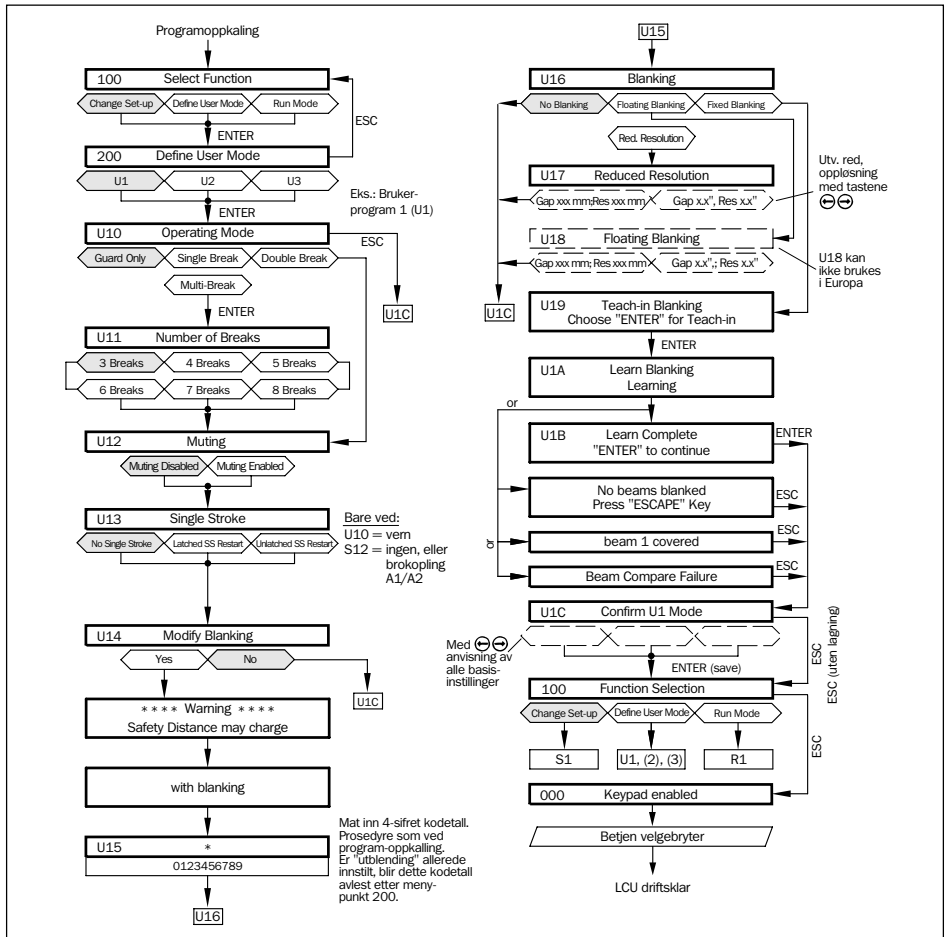 Programoppkaling
100 Select Function
Change Set-up Define User Mode Run Mode
ESC
ENTER
200 Define User Mode
U1 U2 U3
Eks.: Bruker-
program 1 (U1)
ENTER
U10 Operating Mode
ESC
Guard Only Single Break Double Break
Multi-Break
U1C
ENTER
U11 Number of Breaks
3 Breaks 4 Breaks 5 Breaks
6 Breaks 7 Breaks 8 Breaks
U12 Muting
Muting Disabled Muting Enabled
U13 Single Stroke
No Single Stroke Latched SS Restart Unlatched SS Restart
Bare ved:
U10 = vern
S12 = ingen, eller
brokopling
A1/A2
U14 Modify Blanking
Yes No
U1C
* * * * Warning * * * *
Safety Distance may charge
with blanking
U15 *
0123456789
Mat inn 4-sifret kodetall.
Prosedyre som ved
program-oppkalling.
Er "utblending" allerede
innstilt, blir dette kodetall
avlest etter meny-
punkt 200.
U16
U15
U16 Blanking
No Blanking Floating Blanking Fixed Blanking
Red. Resolution
U17 Reduced Resolution
Gap xxx mm;Res xxx mm Gap x.x", Res x.x"
Utv. red,
oppløsning
med tastene
U18 Floating Blanking
Gap xxx mm; Res xxx mm Gap x.x",; Res x.x"
U18 kan
ikke brukes
i Europa
U1C
U19 Teach-in Blanking
Choose "ENTER" for Teach-in
ENTER
U1A Learn Blanking
Learning
or
U1B Learn Complete
"ENTER" to continue
ENTER
No beams blanked
Press "ESCAPE" Key
ESC
or
beam 1 covered
ESC
Beam Compare Failure
ESC
U1C Confirm U1 Mode
Med
anvisning av
alle basis-
instillinger
ESC
ESC (uten lagning)
ENTER (save)
100 Function Selection
Change Set-up Define User Mode Run Mode
S1 U1, (2), (3) R1
ESC
000 Keypad enabled
Betjen velgebryter
LCU driftsklar